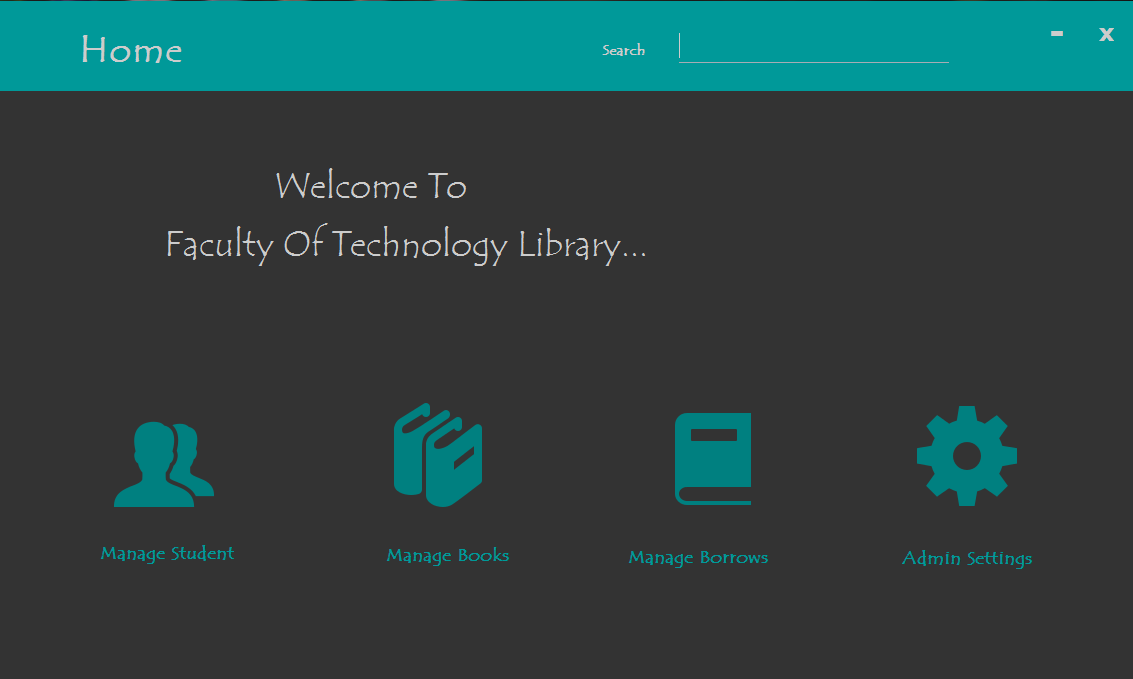 Home
Search
x
Welcome To
Faculty Of Technology Library...
Manage Student
Manage Books
Manage Borrows
Admin Settings